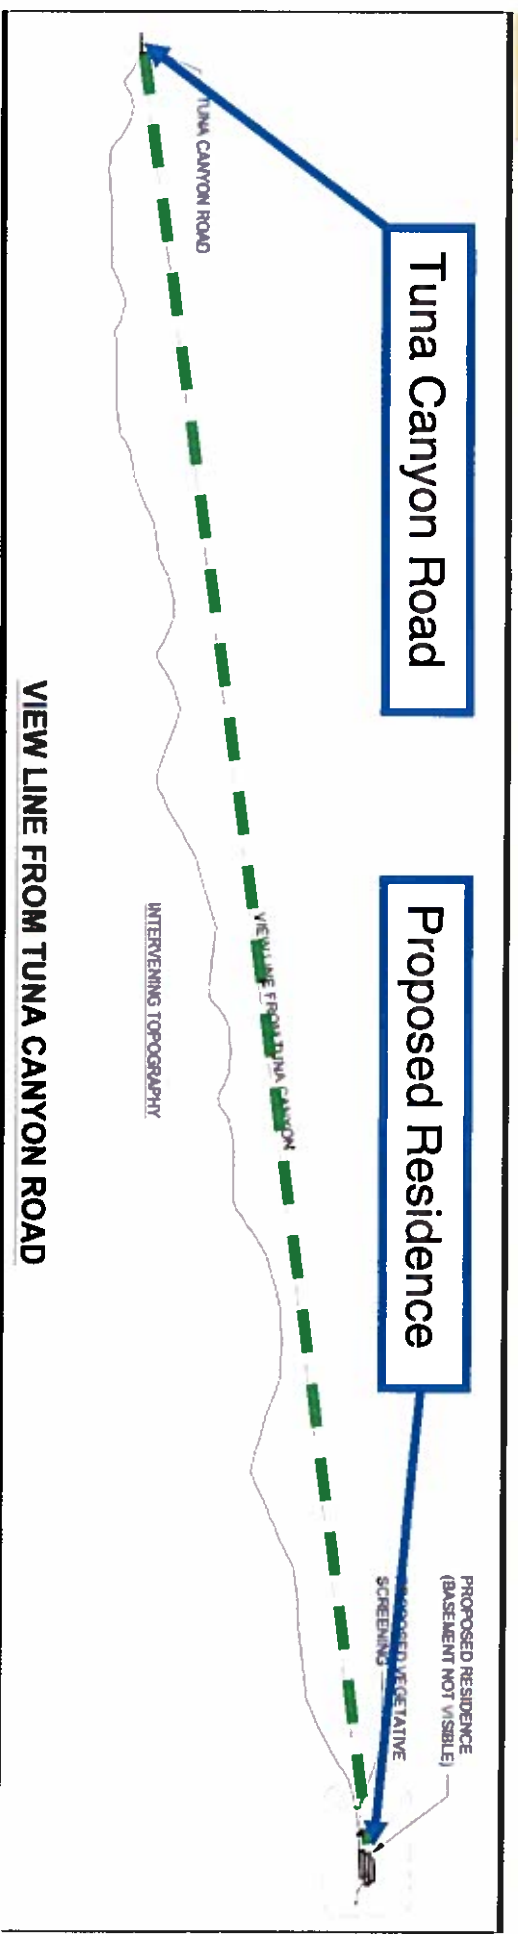 Tuna Canyon Road
Proposed Residence
PROPOSED RESIDENCE
(BASEMENT NOT VISIBLE)
VEGETATIVE
SCREENING
TUNA CANYON ROAD
VIEW LINE FROM TUNA CANYON
INTERVENING TOPOGRAPHY
VIEW LINE FROM TUNA CANYON ROAD